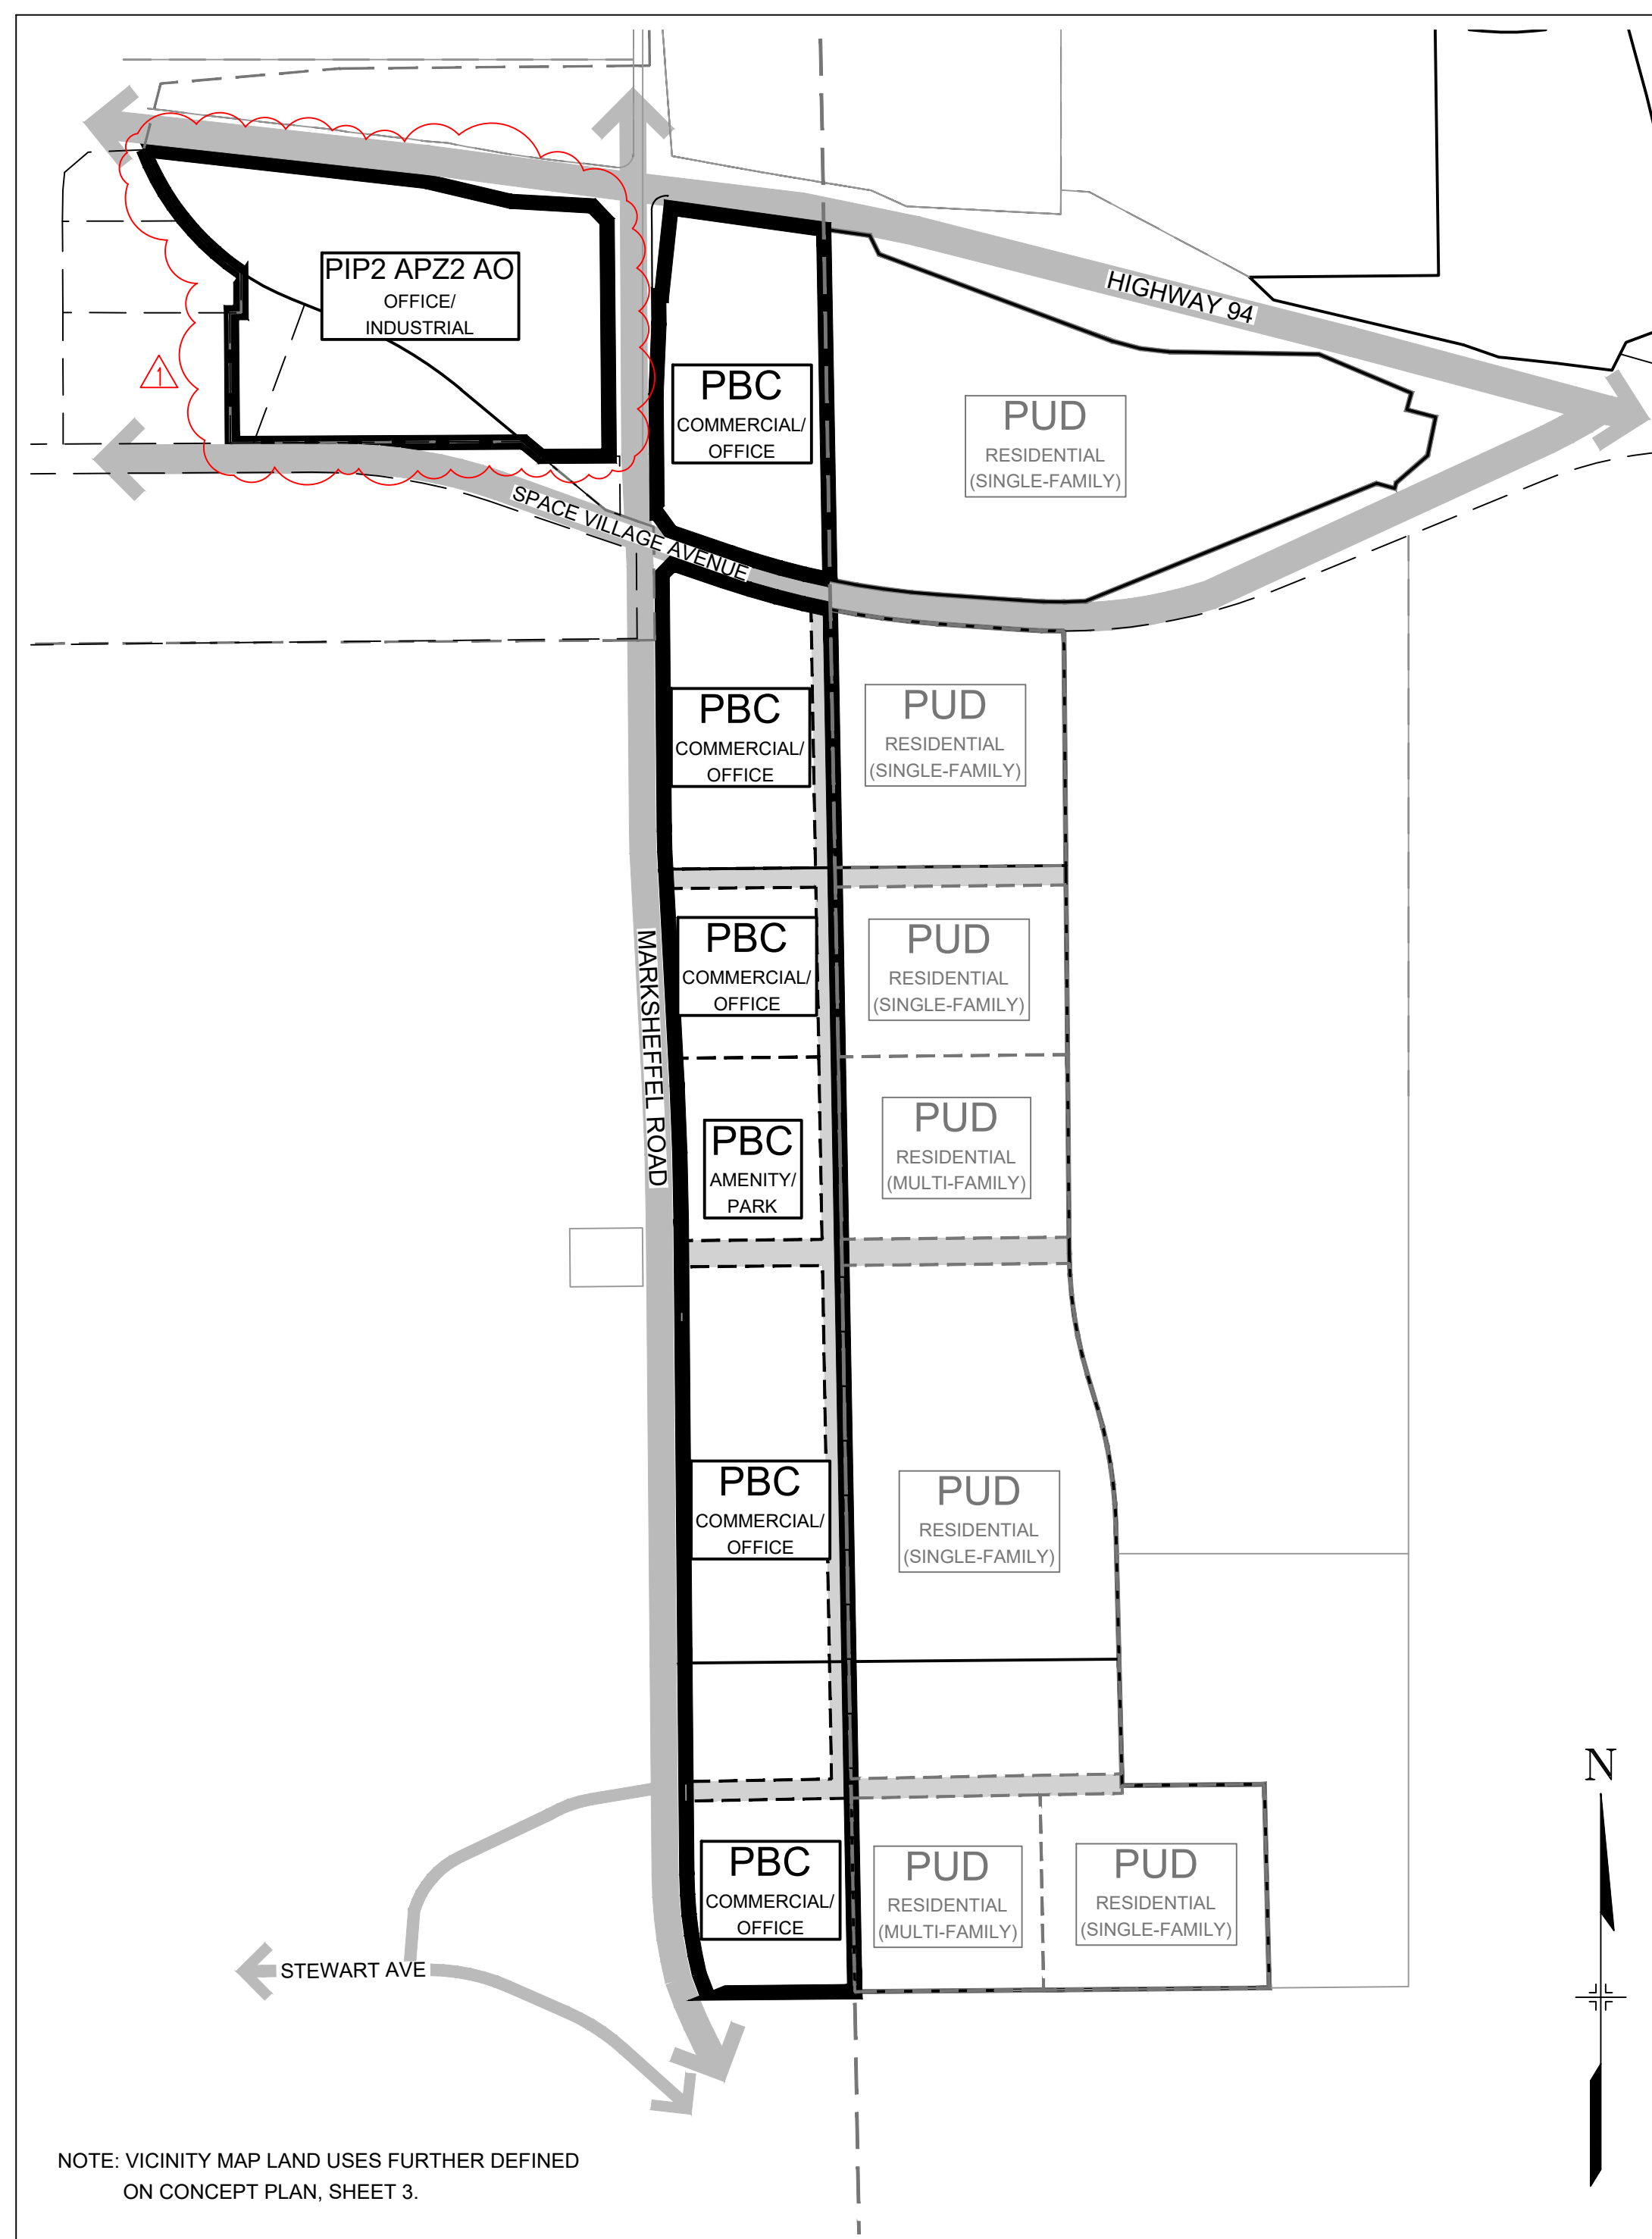 PIP2 APZ2 AO
OFFICE/
INDUSTRIAL
1
HIGHWAY 94
PBC
COMMERCIAL/
OFFICE
PUD
RESIDENTIAL
(SINGLE-FAMILY)
SPACE VILLAGE AVENUE
PBC
COMMERCIAL/
OFFICE
PUD
RESIDENTIAL
(SINGLE-FAMILY)
PBC
COMMERCIAL/
OFFICE
PUD
RESIDENTIAL
(SINGLE-FAMILY)
MARKSHEFFEL ROAD
PBC
AMENITY/
PARK
PUD
RESIDENTIAL
(MULTI-FAMILY)
PBC
COMMERCIAL/
OFFICE
PUD
RESIDENTIAL
(SINGLE-FAMILY)
N
PBC
COMMERCIAL/
OFFICE
PUD
RESIDENTIAL
(MULTI-FAMILY)
PUD
RESIDENTIAL
(SINGLE-FAMILY)
STEWART AVE
NOTE: VICINITY MAP LAND USES FURTHER DEFINED
ON CONCEPT PLAN, SHEET 3.